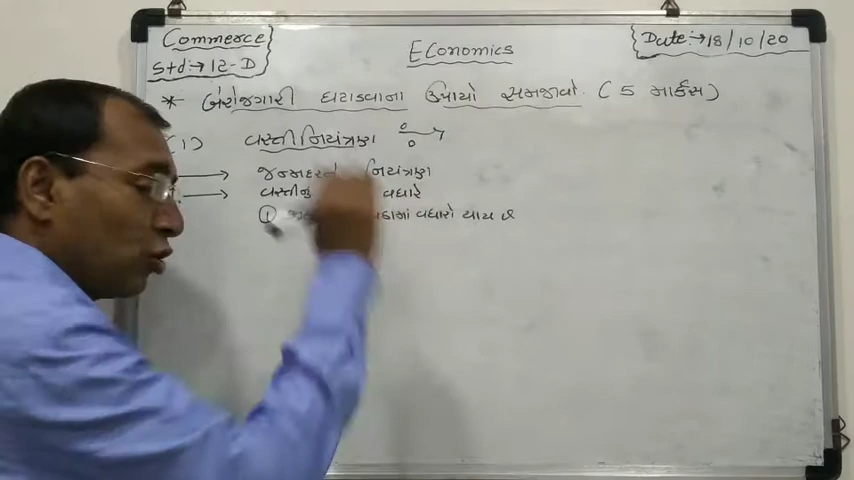 Commerce
Std:→ 12-D
Economics
Date:→18/10/20
* બેરોજગારી ઘટાડવાના ઉપાયો સમજાવો. (5 માર્કસ)
(1) વસ્તી નિયંત્રણ
→ નિયંત્રણ
→ વસ્તીનું વધારે
① વધારો થાય છે